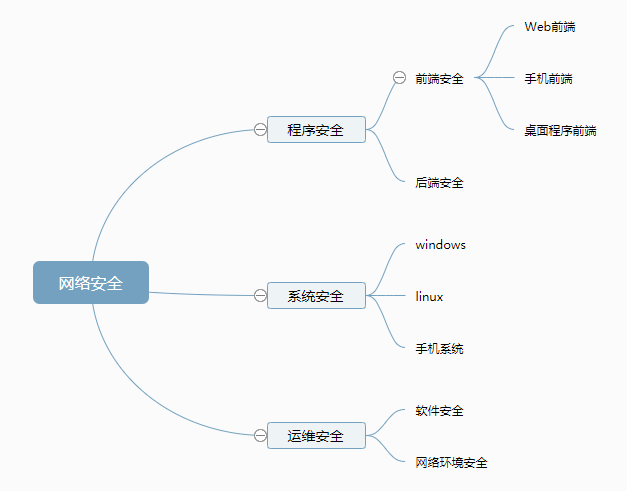 网络安全
程序安全
前端安全
Web前端
手机前端
桌面程序前端
后端安全
系统安全
windows
linux
手机系统
运维安全
软件安全
网络环境安全